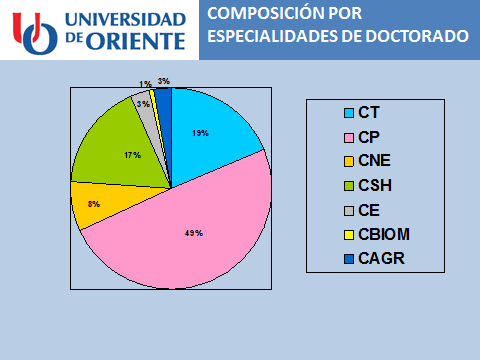 UNIVERSIDAD
DE ORIENTE
COMPOSICIÓN POR
ESPECIALIDADES DE DOCTORADO
1%
3%
3%
19%
17%
8%
49%
CT
CP
CNE
CSH
CE
CBIOM
CAGR